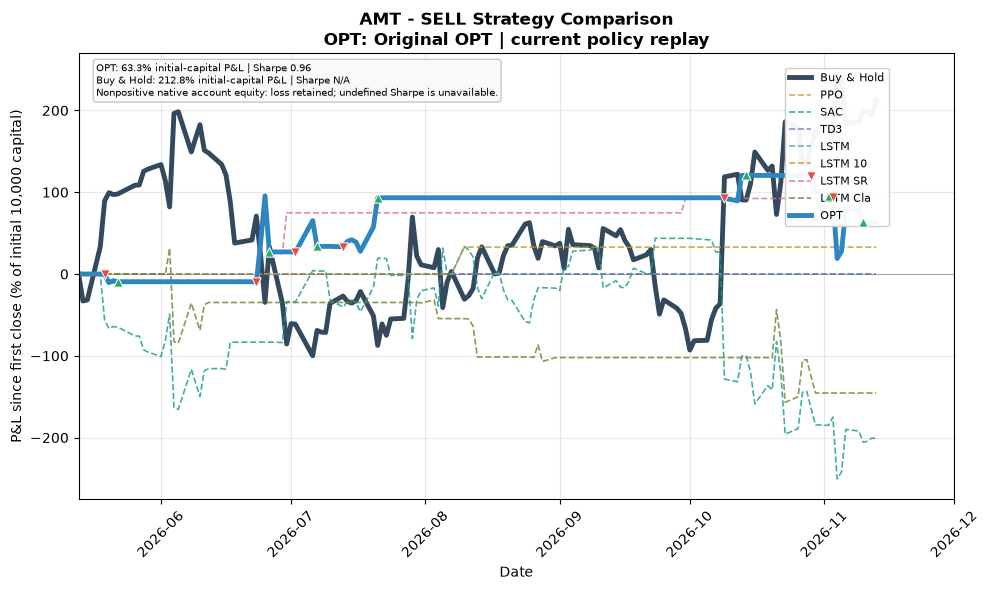 AMT - SELL Strategy Comparison
OPT: Original OPT | current policy replay
OPT: 63.3% initial-capital P&L | Sharpe 0.96
Buy & Hold: 212.8% initial-capital P&L | Sharpe N/A
Nonpositive native account equity: loss retained; undefined Sharpe is unavailable.
Buy & Hold
PPO
SAC
TD3
LSTM
LSTM 10
LSTM SR
LSTM Cla
OPT
P&L since first close (% of initial 10,000 capital)
200
100
0
−100
−200
2026-06
2026-07
2026-08
2026-09
2026-10
2026-11
2026-12
Date